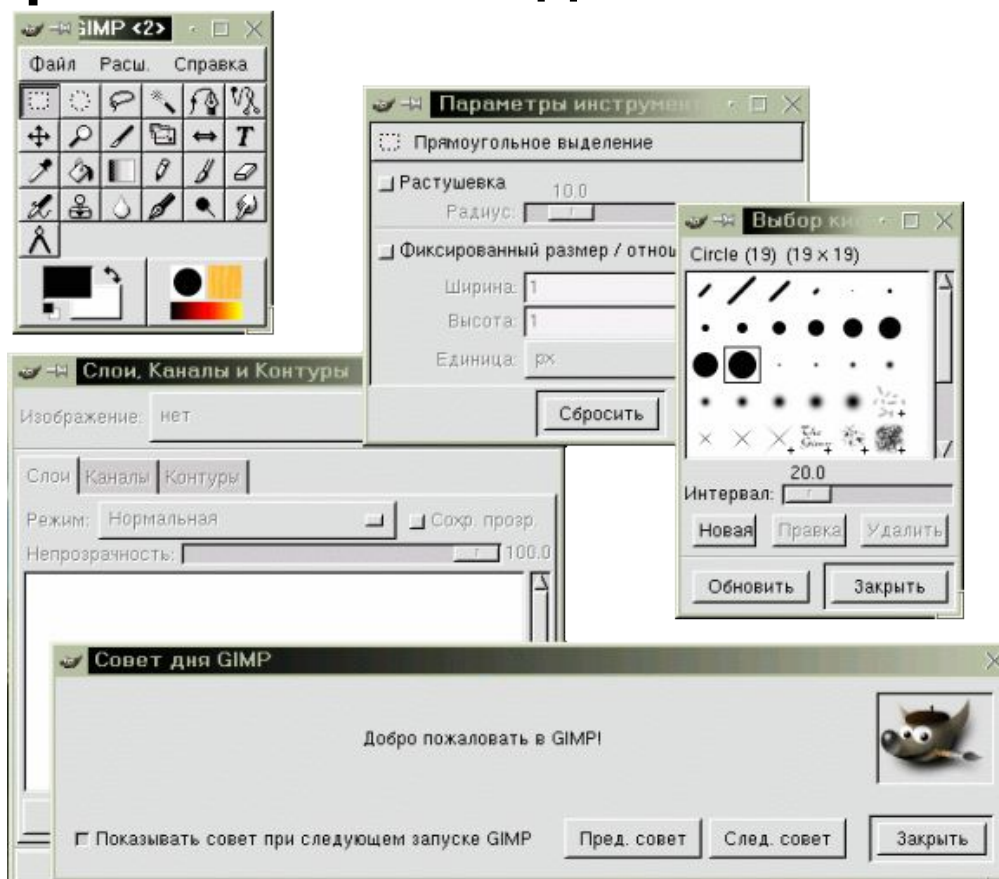 GIMP <2>
Файл Расш. Справка
Параметры инструмент
Прямоугольное выделение
Растушевка
10.0
Радиус:
Фиксированный размер / отнош
Ширина: 1
Высота: 1
Единица: px
Сбросить
Выбор ки
Circle (19) (19 × 19)
The
Gimp
20.0
Интервал:
Новая Правка Удалить
Обновить Закрыть
Слои, Каналы и Контуры
Изображение: нет
Слои Каналы Контуры
Режим: Нормальная Сохр. прозр.
Непрозрачность: 100.0
Совет дня GIMP
Добро пожаловать в GIMP!
Показывать совет при следующем запуске GIMP Пред. совет След. совет Закрыть